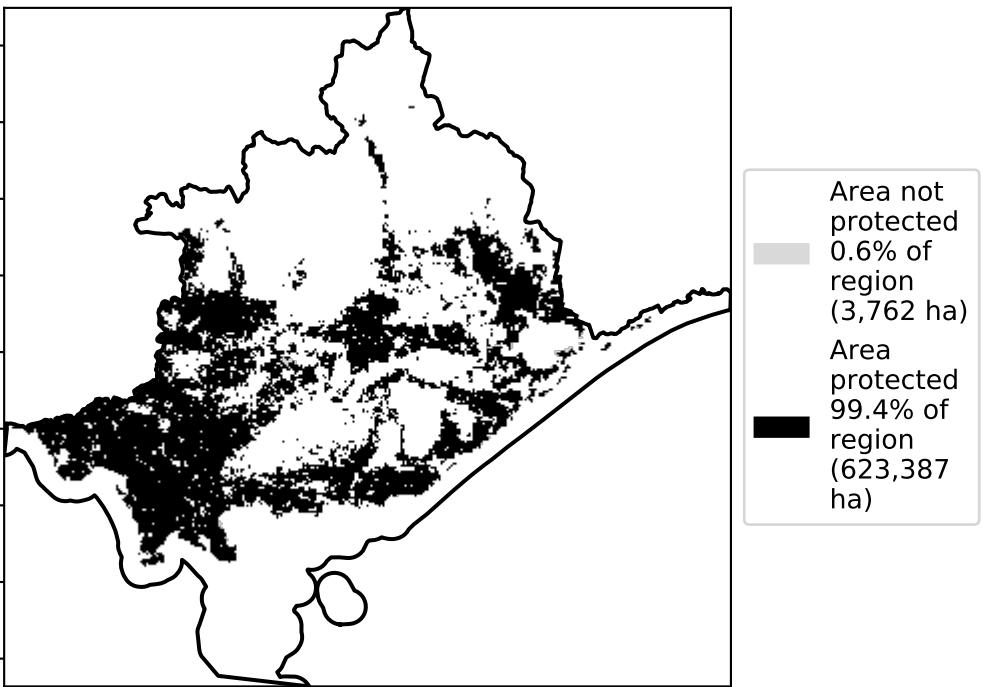 Area not
protected
0.6% of
region
(3,762 ha)
Area
protected
99.4% of
region
(623,387
ha)